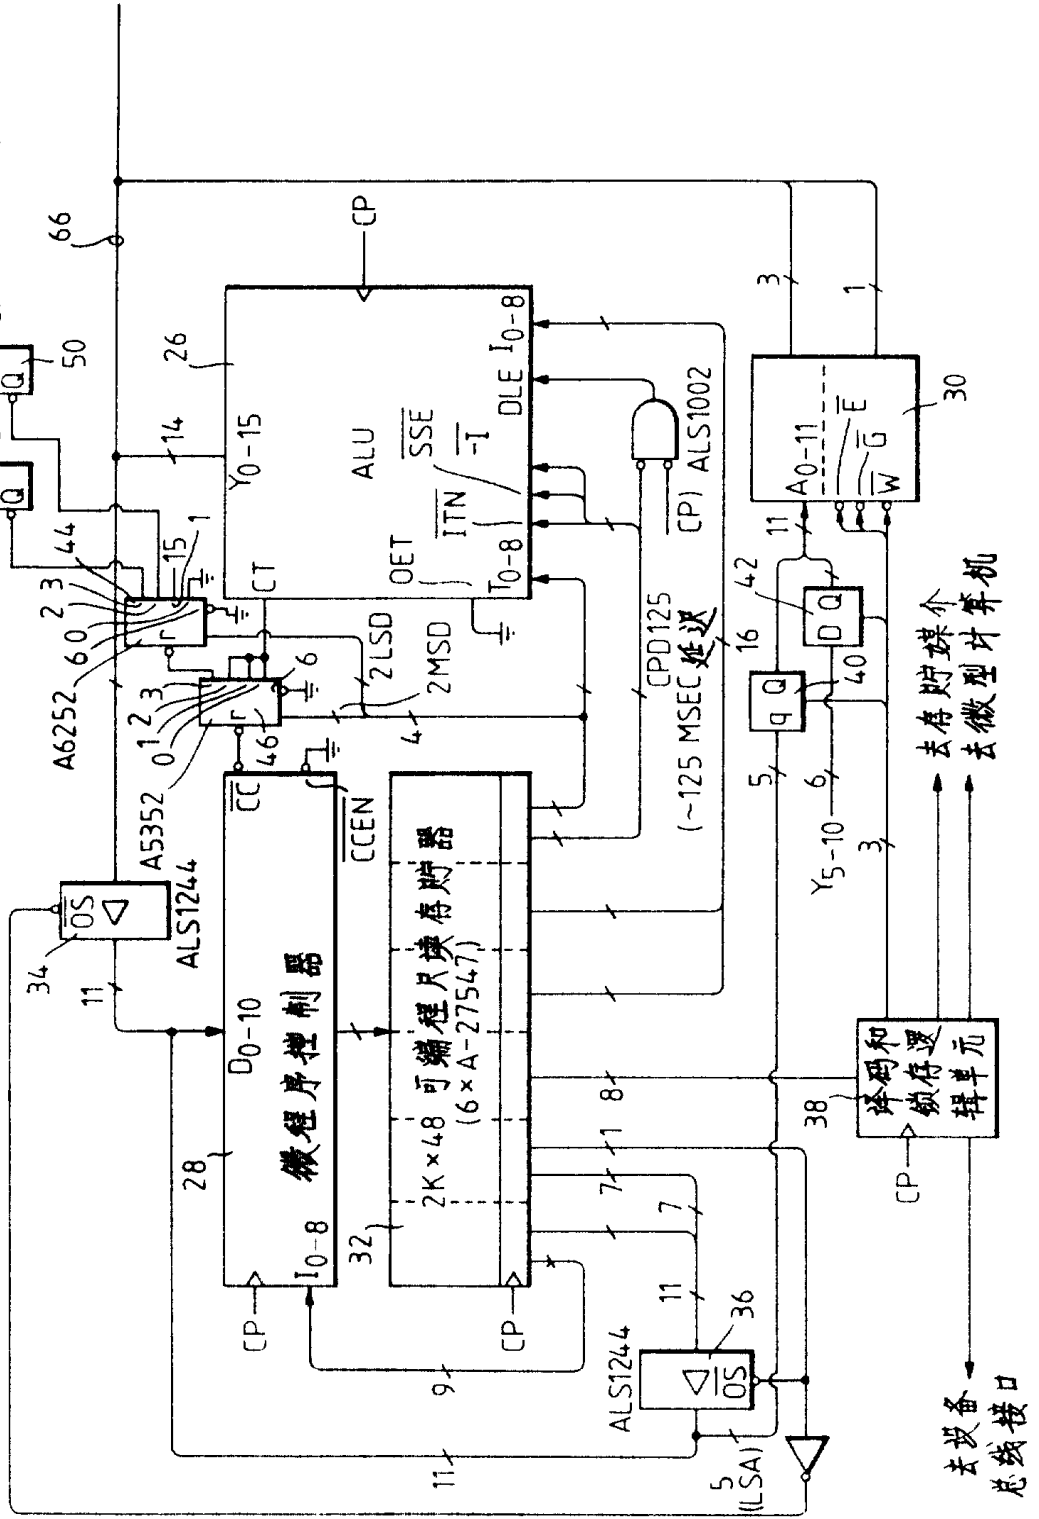 66
Q
50
Q
44
3
2
0
6
r
15
1
A6252
14
Y0-15
26
CP
CT
ALU
SSE
-I
OET
ITN
T0-8
DLE
I0-8
3
2
1
0
r
46
6
A5352
2LSD
2MSD
4
CC
CCEN
34
OS
ALS1244
11
D0-10
微程序控制器
28
I0-8
CP
32
2K×48 可编程只读存贮器
(6×A-27547)
CP
9
11
CPD125
(~125 MSEC 延迟
CP)
ALS1002
16
3
1
30
A0-11
E
G
W
11
42
D Q
q Q
40
5
6
Y5-10
3
8
1
7
7
11
ALS1244
36
OS
5
(LSA)
38
译码和
锁存逻
辑单元
CP
去存贮媒介
去微型计算机
去设备
总线接口